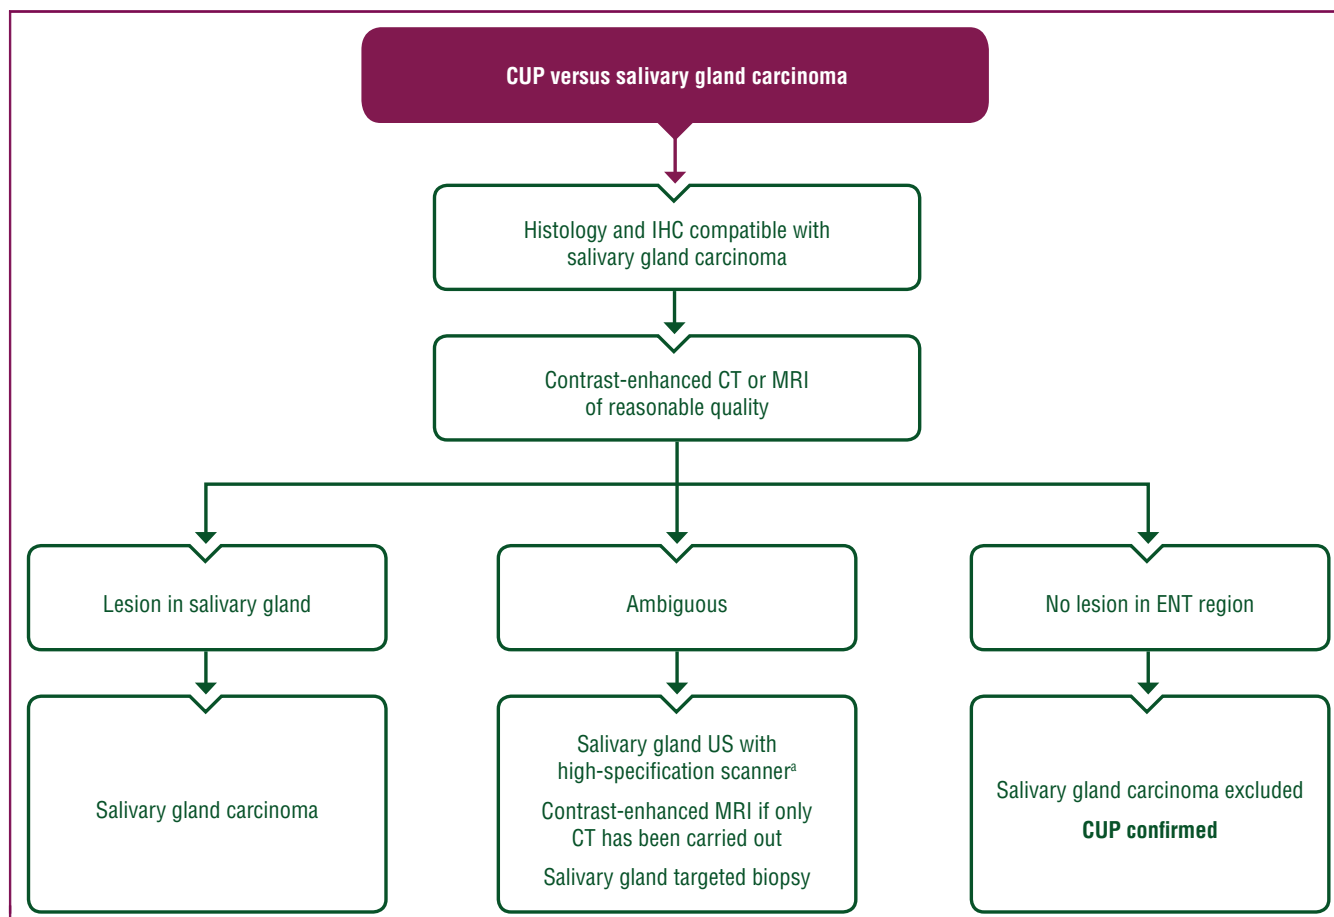 CUP versus salivary gland carcinoma
Histology and IHC compatible with
salivary gland carcinoma
Contrast-enhanced CT or MRI
of reasonable quality
Lesion in salivary gland
Ambiguous
No lesion in ENT region
Salivary gland carcinoma
Salivary gland US with
high-specification scannerᵃ
Contrast-enhanced MRI if only
CT has been carried out
Salivary gland targeted biopsy
Salivary gland carcinoma excluded
CUP confirmed